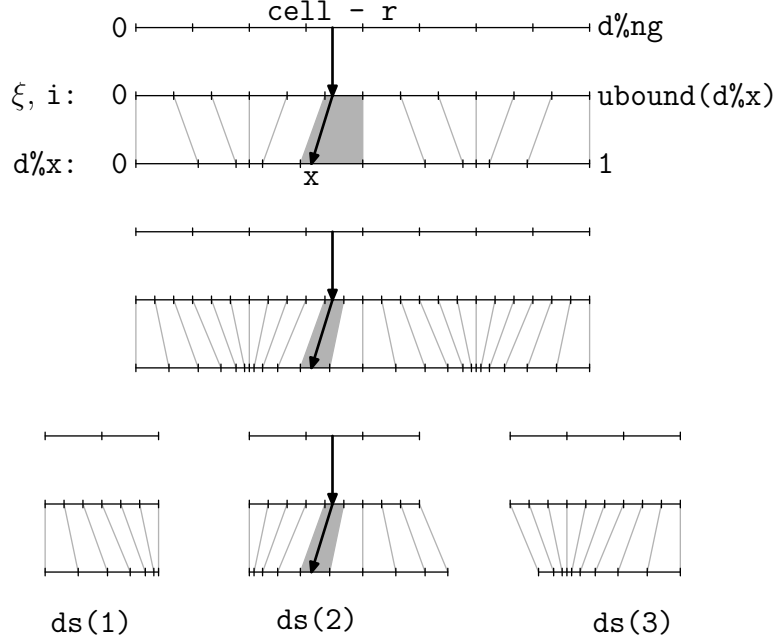 cell - r
0 d%ng
ξ, i: 0 ubound(d%x)
d%x: 0 1
x
ds(1) ds(2) ds(3)